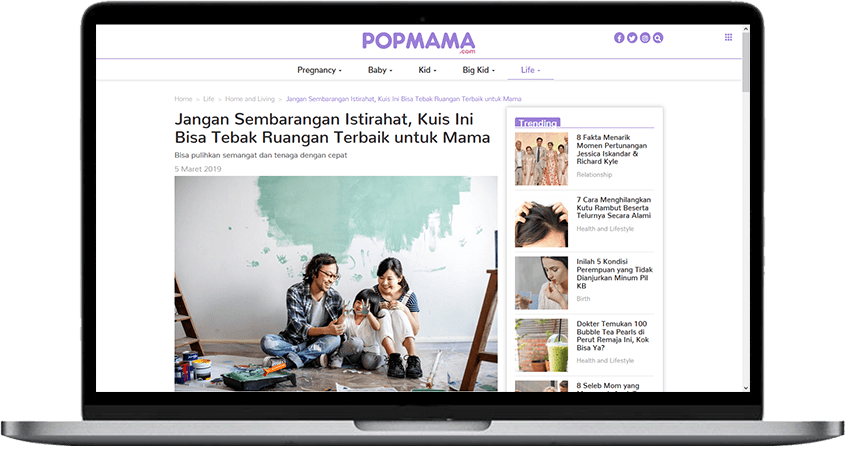 POPMAMA
.com
Pregnancy
Baby
Kid
Big Kid
Life
Home > Life > Home and Living > Jangan Sembarangan Istirahat, Kuis Ini Bisa Tebak Ruangan Terbaik untuk Mama
Jangan Sembarangan Istirahat, Kuis Ini
Bisa Tebak Ruangan Terbaik untuk Mama
Bisa pulihkan semangat dan tenaga dengan cepat
5 Maret 2019
Trending
8 Fakta Menarik
Momen Pertunangan
Jessica Iskandar &
Richard Kyle
Relationship
7 Cara Menghilangkan
Kutu Rambut Beserta
Telurnya Secara Alami
Health and Lifestyle
Inilah 5 Kondisi
Perempuan yang Tidak
Dianjurkan Minum Pil
KB
Birth
Dokter Temukan 100
Bubble Tea Pearls di
Perut Remaja Ini, Kok
Bisa Ya?
Health and Lifestyle
8 Seleb Mom yang